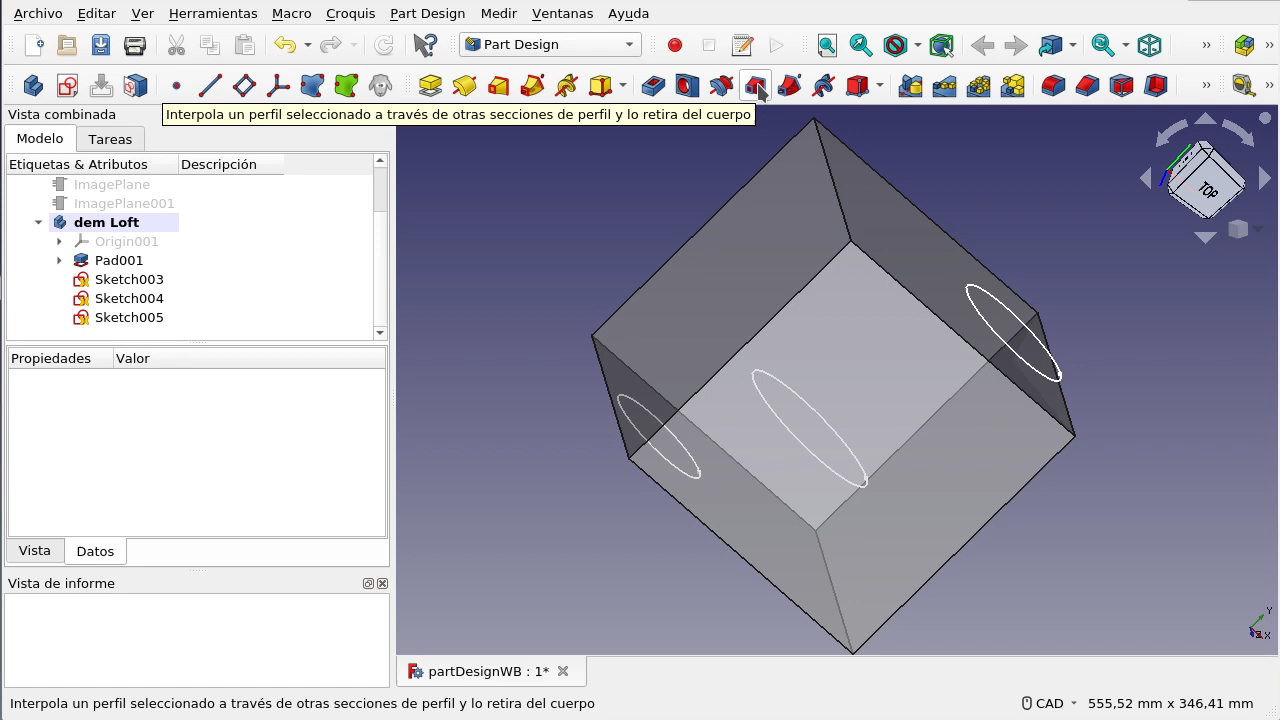 Archivo Editar Ver Herramientas Macro Croquis Part Design Medir Ventanas Ayuda
Part Design
Vista combinada
Interpola un perfil seleccionado a través de otras secciones de perfil y lo retira del cuerpo
Modelo Tareas
Etiquetas & Atributos Descripción
ImagePlane
ImagePlane001
dem Loft
Origin001
Pad001
Sketch003
Sketch004
Sketch005
Propiedades Valor
Vista Datos
Vista de informe
TOP
Y
X
partDesignWB : 1*
Interpola un perfil seleccionado a través de otras secciones de perfil y lo retira del cuerpo
CAD 555,52 mm x 346,41 mm